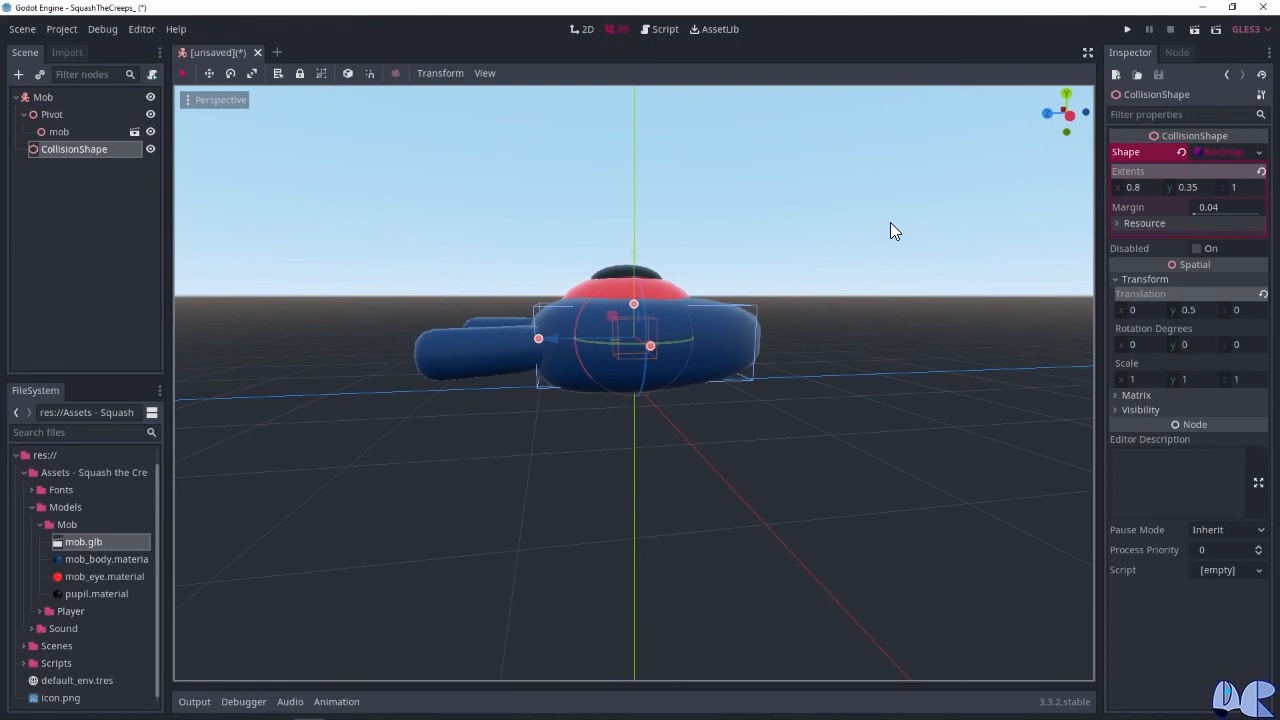 Godot Engine - SquashTheCreeps_ (*)
Scene Project Debug Editor Help
2D 3D Script AssetLib
GLES3
Scene Import
Filter nodes
Mob
Pivot
mob
CollisionShape
[unsaved](*)
Transform View
Perspective
Y
Z
FileSystem
res://Assets - Squash
Search files
res://
Assets - Squash the Cre
Fonts
Models
Mob
mob.glb
mob_body.materia
mob_eye.material
pupil.material
Player
Sound
Scenes
Scripts
default_env.tres
icon.png
Output Debugger Audio Animation
3.3.2.stable
Inspector Node
CollisionShape
Filter properties
CollisionShape
Shape BoxShap
Extents
x 0.8 y 0.35 z 1
Margin 0.04
Resource
Disabled On
Spatial
Transform
Translation
x 0 y 0.5 z 0
Rotation Degrees
x 0 y 0 z 0
Scale
x 1 y 1 z 1
Matrix
Visibility
Node
Editor Description
Pause Mode Inherit
Process Priority 0
Script [empty]